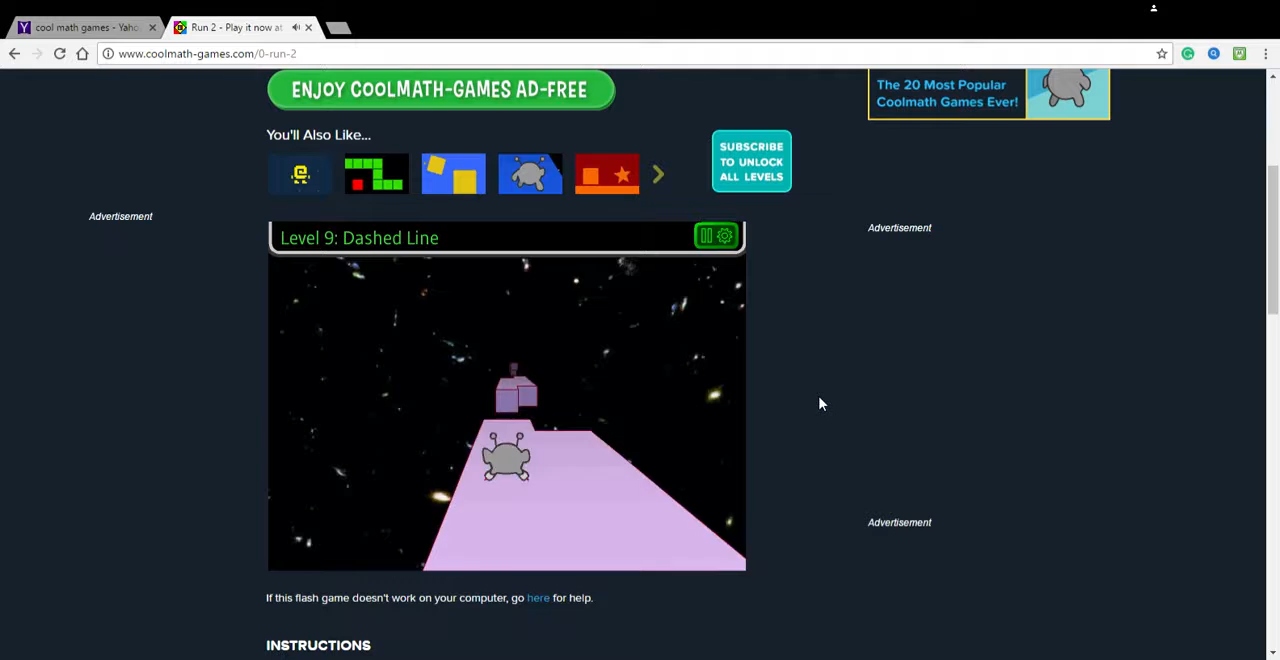 cool math games - Yaho
Run 2 - Play it now at
www.coolmath-games.com/0-run-2
ENJOY COOLMATH-GAMES AD-FREE
The 20 Most Popular
Coolmath Games Ever!
You'll Also Like...
SUBSCRIBE
TO UNLOCK
ALL LEVELS
Advertisement
Advertisement
Level 9: Dashed Line
Advertisement
If this flash game doesn't work on your computer, go here for help.
INSTRUCTIONS